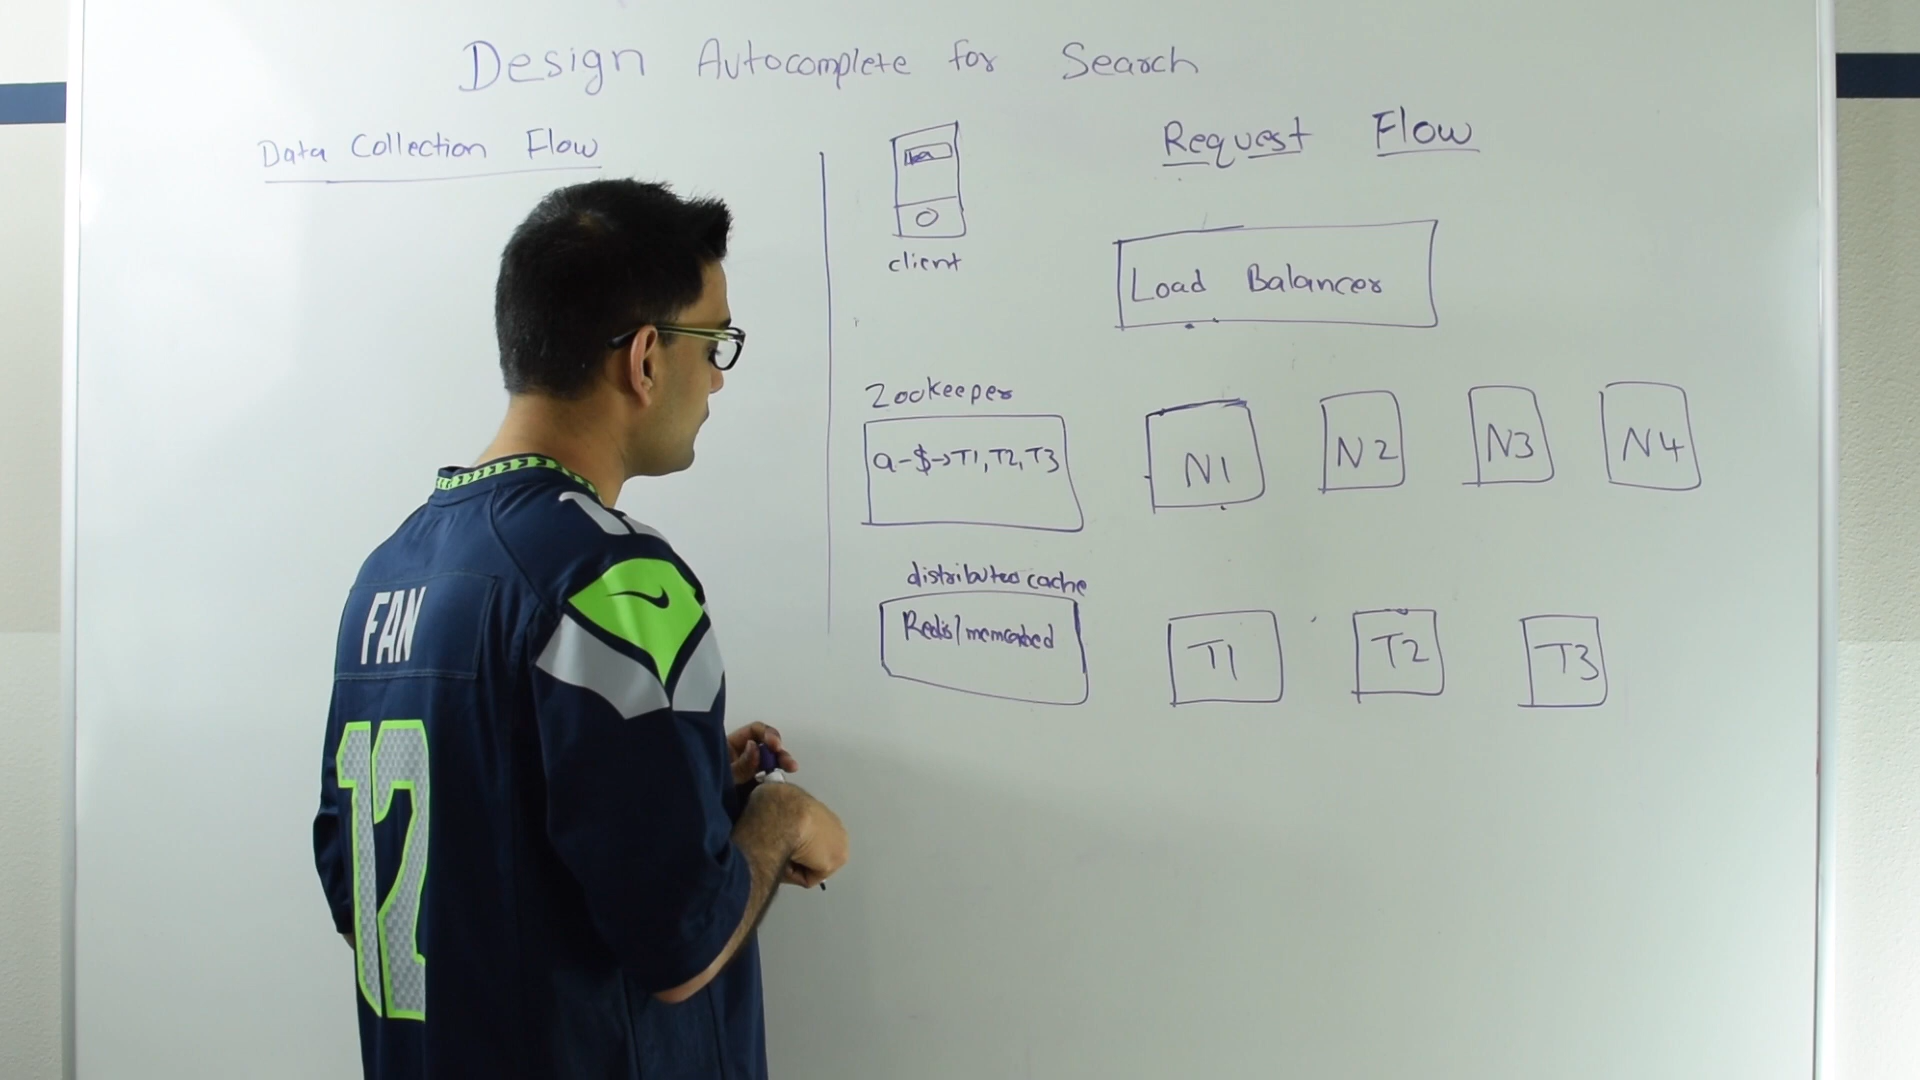 Design Autocomplete for Search
Data Collection Flow
Request Flow
client
Load Balancer
Zookeeper
a-$->T1, T2, T3
N1
N2
N3
N4
distributed cache
Redis/memcached
T1
T2
T3
FAN
12